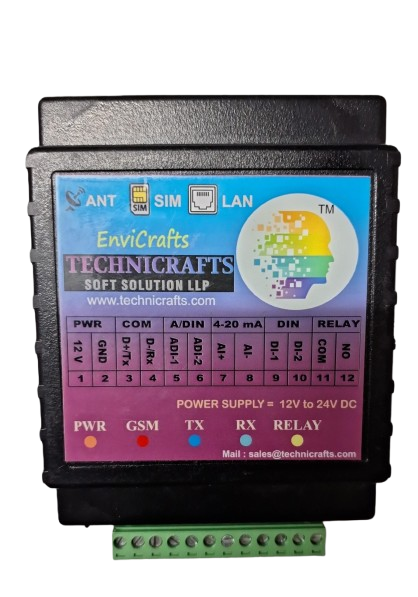 ANT SIM SIM LAN
TM
EnviCrafts
TECHNICRAFTS
SOFT SOLUTION LLP
www.technicrafts.com
PWR COM A/DIN 4-20 mA DIN RELAY
12 V GND D+/Tx D-/Rx ADI-1 ADI-2 AI+ AI- DI-1 DI-2 COM NO
1 2 3 4 5 6 7 8 9 10 11 12
POWER SUPPLY = 12V to 24V DC
PWR GSM TX RX RELAY
Mail : sales@technicrafts.com